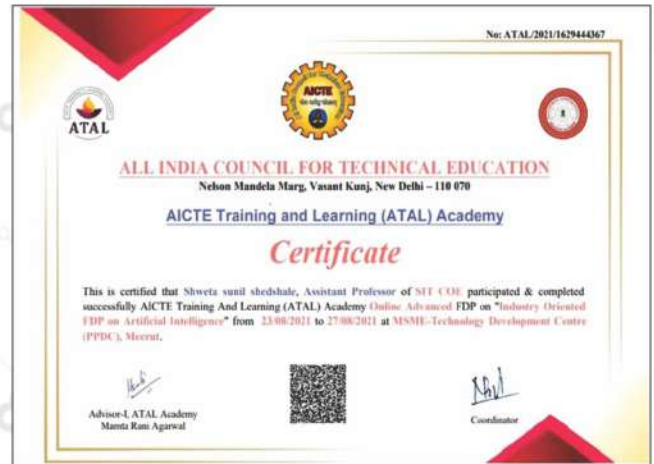 No: ATAL/2021/1629444367
ATAL
AICTE
ALL INDIA COUNCIL FOR TECHNICAL EDUCATION
Nelson Mandela Marg, Vasant Kunj, New Delhi – 110 070
AICTE Training and Learning (ATAL) Academy
Certificate
This is certified that Shweta sunil shedshale, Assistant Professor of SIT COE participated & completed
successfully AICTE Training And Learning (ATAL) Academy Online Advanced FDP on "Industry Oriented
FDP on Artificial Intelligence" from 23/08/2021 to 27/08/2021 at MSME-Technology Development Centre
(PPDC), Meerut.
Advisor-I, ATAL Academy
Mamta Rani Agarwal
Coordinator